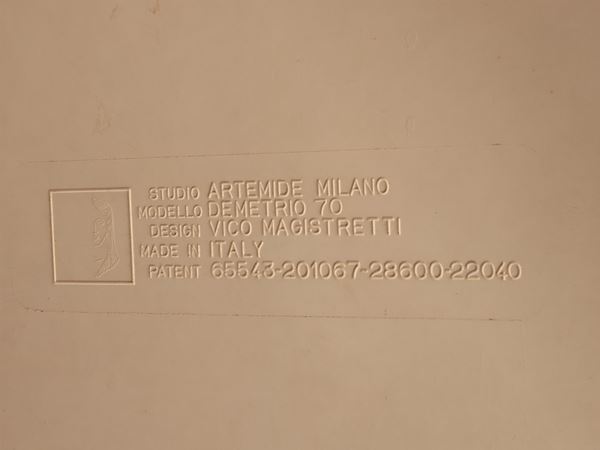 STUDIO ARTEMIDE MILANO
MODELLO DEMETRIO 70
DESIGN VICO MAGISTRETTI
MADE IN ITALY
PATENT 65543-201067-28600-22040